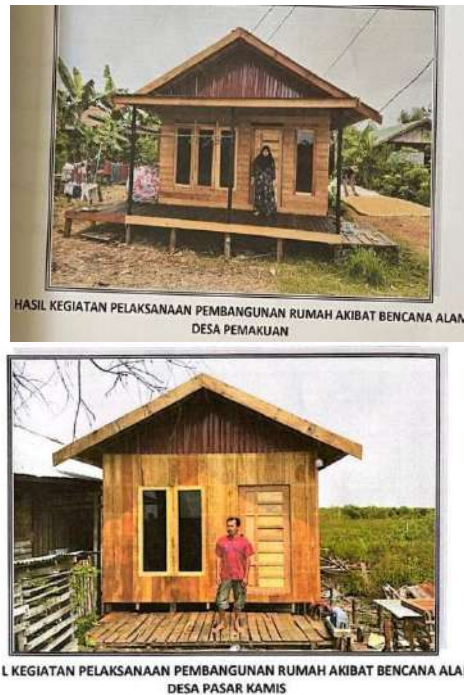 HASIL KEGIATAN PELAKSANAAN PEMBANGUNAN RUMAH AKIBAT BENCANA ALAM
DESA PEMAKUAN
L KEGIATAN PELAKSANAAN PEMBANGUNAN RUMAH AKIBAT BENCANA ALA
DESA PASAR KAMIS